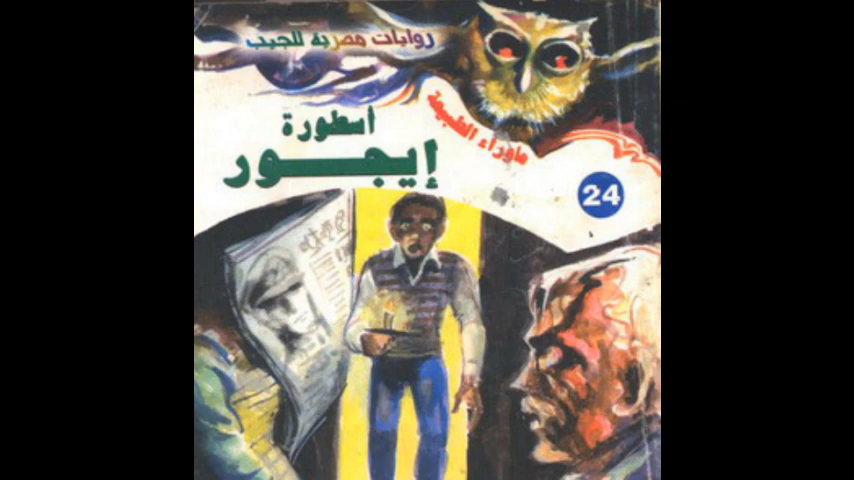 روايات مصرية للجيب
ماوراء الطبيعة
أسطورة
إيجور
24